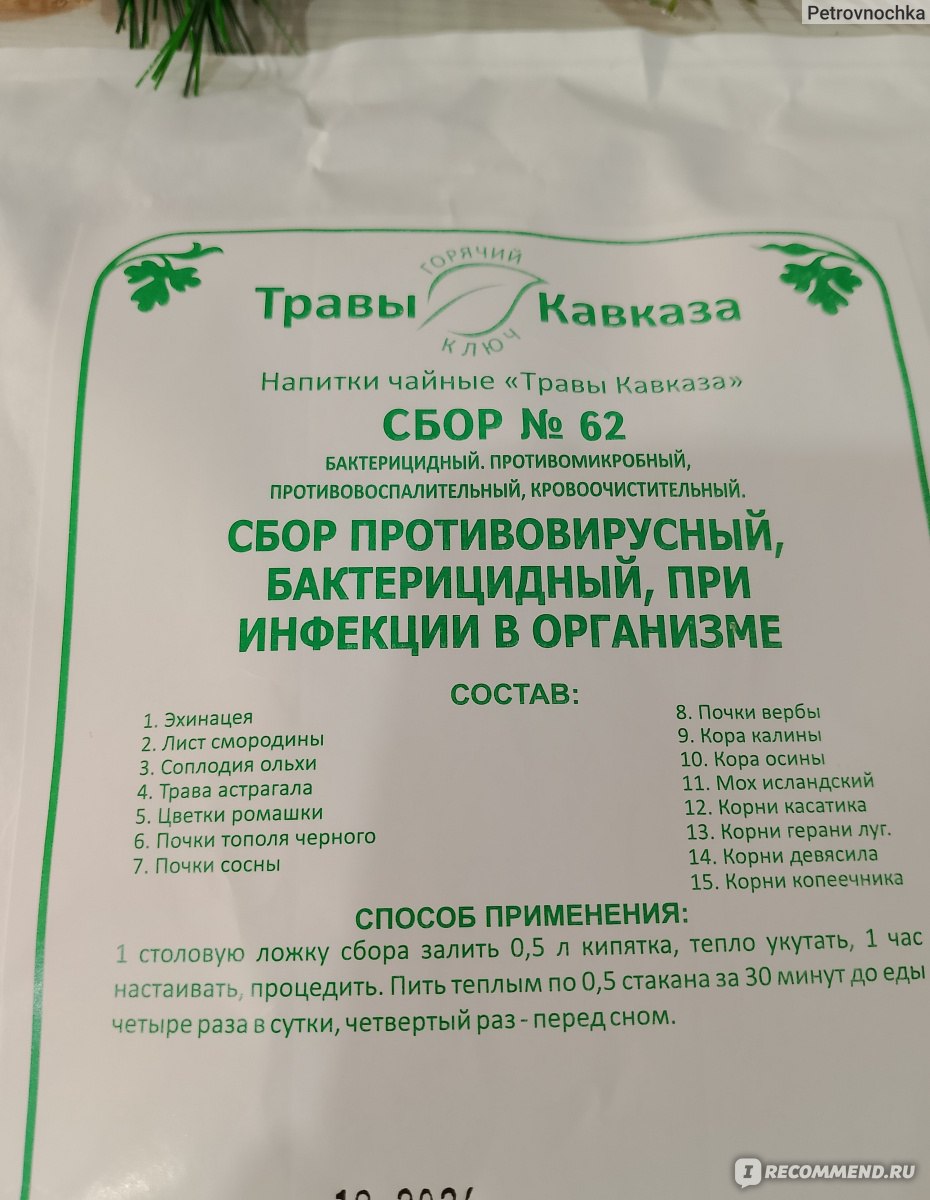 Petrovnochka
ГОРЯЧИЙ
Травы Кавказа
КЛЮЧ
Напитки чайные «Травы Кавказа»
СБОР № 62
БАКТЕРИЦИДНЫЙ. ПРОТИВОМИКРОБНЫЙ,
ПРОТИВОВОСПАЛИТЕЛЬНЫЙ, КРОВООЧИСТИТЕЛЬНЫЙ.
СБОР ПРОТИВОВИРУСНЫЙ,
БАКТЕРИЦИДНЫЙ, ПРИ
ИНФЕКЦИИ В ОРГАНИЗМЕ
СОСТАВ:
1. Эхинацея
2. Лист смородины
3. Соплодия ольхи
4. Трава астрагала
5. Цветки ромашки
6. Почки тополя черного
7. Почки сосны
8. Почки вербы
9. Кора калины
10. Кора осины
11. Мох исландский
12. Корни касатика
13. Корни герани луг.
14. Корни девясила
15. Корни копеечника
СПОСОБ ПРИМЕНЕНИЯ:
1 столовую ложку сбора залить 0,5 л кипятка, тепло укутать, 1 час
настаивать, процедить. Пить теплым по 0,5 стакана за 30 минут до еды
четыре раза в сутки, четвертый раз - перед сном.
IRECOMMEND.RU